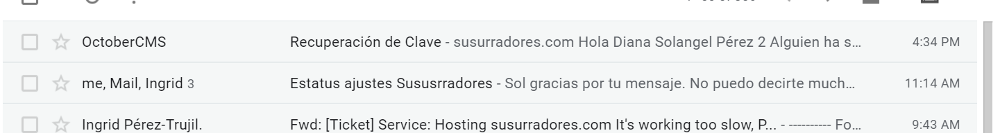 OctoberCMS Recuperación de Clave - susurradores.com Hola Diana Solangel Pérez 2 Alguien ha s... 4:34 PM
me, Mail, Ingrid 3 Estatus ajustes Sususrradores - Sol gracias por tu mensaje. No puedo decirte much... 11:14 AM
Ingrid Pérez-Trujil. Fwd: [Ticket] Service: Hosting susurradores.com It's working too slow, P... - ---------- Fo... 9:43 AM